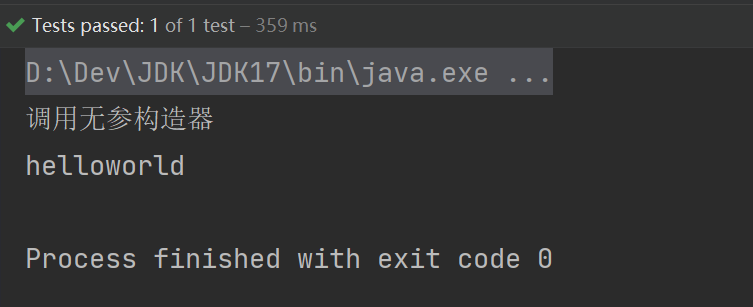 Tests passed: 1 of 1 test – 359 ms
D:\Dev\JDK\JDK17\bin\java.exe ...
调用无参构造器
helloworld
Process finished with exit code 0